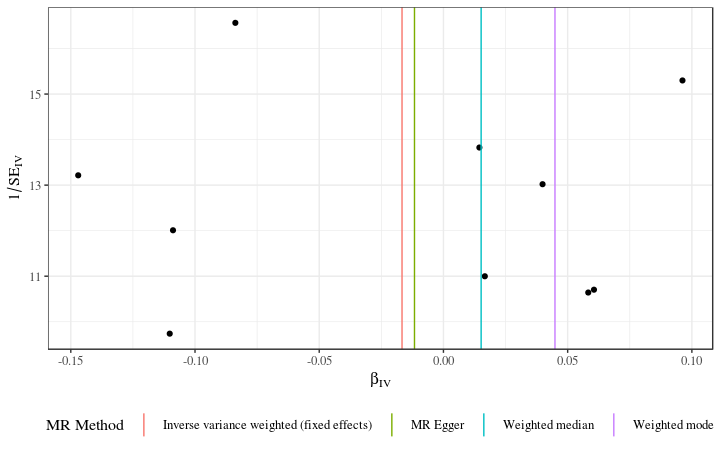 15
13
11
1/SE_IV
-0.15 -0.10 -0.05 0.00 0.05 0.10
β_IV
MR Method Inverse variance weighted (fixed effects) MR Egger Weighted median Weighted mode